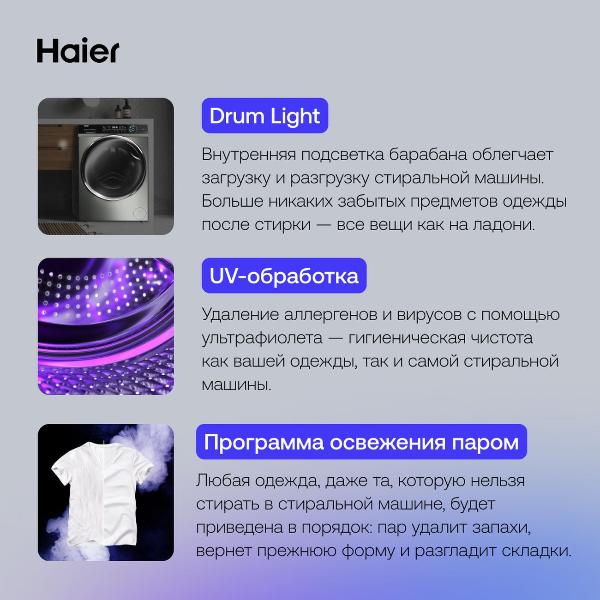 Haier
Drum Light
Внутренняя подсветка барабана облегчает
загрузку и разгрузку стиральной машины.
Больше никаких забытых предметов одежды
после стирки — все вещи как на ладони.
UV-обработка
Удаление аллергенов и вирусов с помощью
ультрафиолета — гигиеническая чистота
как вашей одежды, так и самой стиральной
машины.
Программа освежения паром
Любая одежда, даже та, которую нельзя
стирать в стиральной машине, будет
приведена в порядок: пар удалит запахи,
вернет прежнюю форму и разгладит складки.